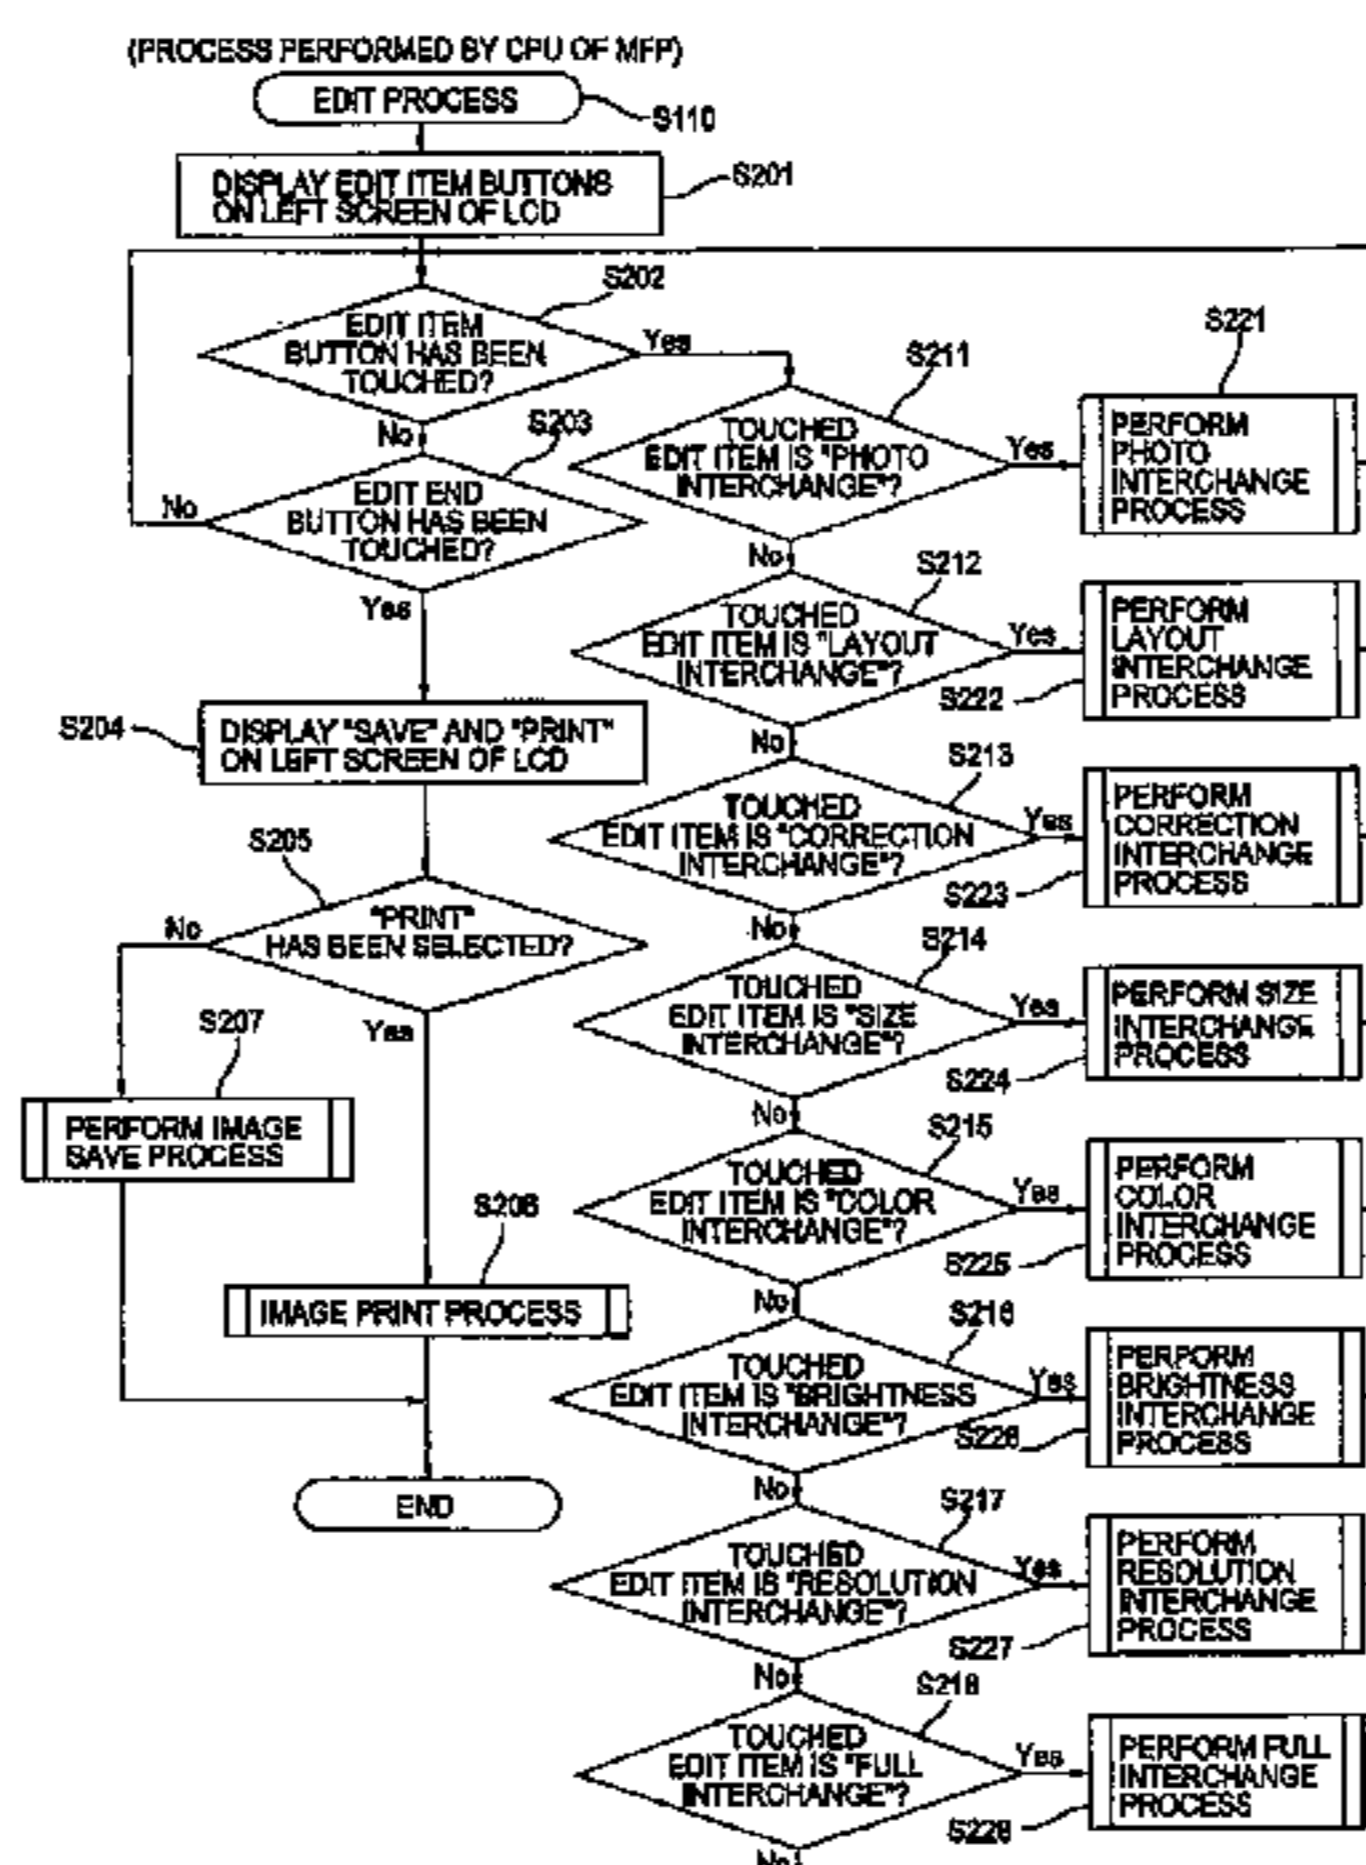 (PROCESS PERFORMED BY CPU OF MFP)
EDIT PROCESS
S110
DISPLAY EDIT ITEM BUTTONS
ON LEFT SCREEN OF LCD
S201
EDIT ITEM
BUTTON HAS BEEN
TOUCHED?
S202
Yes
No
EDIT END
BUTTON HAS BEEN
TOUCHED?
S203
No
Yes
S204
DISPLAY "SAVE" AND "PRINT"
ON LEFT SCREEN OF LCD
S205
"PRINT"
HAS BEEN SELECTED?
No
Yes
S207
PERFORM IMAGE
SAVE PROCESS
S206
IMAGE PRINT PROCESS
END
S211
TOUCHED
EDIT ITEM IS "PHOTO
INTERCHANGE"?
Yes
No
S221
PERFORM
PHOTO
INTERCHANGE
PROCESS
S212
TOUCHED
EDIT ITEM IS "LAYOUT
INTERCHANGE"?
Yes
No
S222
PERFORM
LAYOUT
INTERCHANGE
PROCESS
S213
TOUCHED
EDIT ITEM IS "CORRECTION
INTERCHANGE"?
Yes
No
S223
PERFORM
CORRECTION
INTERCHANGE
PROCESS
S214
TOUCHED
EDIT ITEM IS "SIZE
INTERCHANGE"?
Yes
No
S224
PERFORM SIZE
INTERCHANGE
PROCESS
S215
TOUCHED
EDIT ITEM IS "COLOR
INTERCHANGE"?
Yes
No
S225
PERFORM
COLOR
INTERCHANGE
PROCESS
S216
TOUCHED
EDIT ITEM IS "BRIGHTNESS
INTERCHANGE"?
Yes
No
S226
PERFORM
BRIGHTNESS
INTERCHANGE
PROCESS
S217
TOUCHED
EDIT ITEM IS "RESOLUTION
INTERCHANGE"?
Yes
No
S227
PERFORM
RESOLUTION
INTERCHANGE
PROCESS
S218
TOUCHED
EDIT ITEM IS "FULL
INTERCHANGE"?
Yes
No
S228
PERFORM FULL
INTERCHANGE
PROCESS